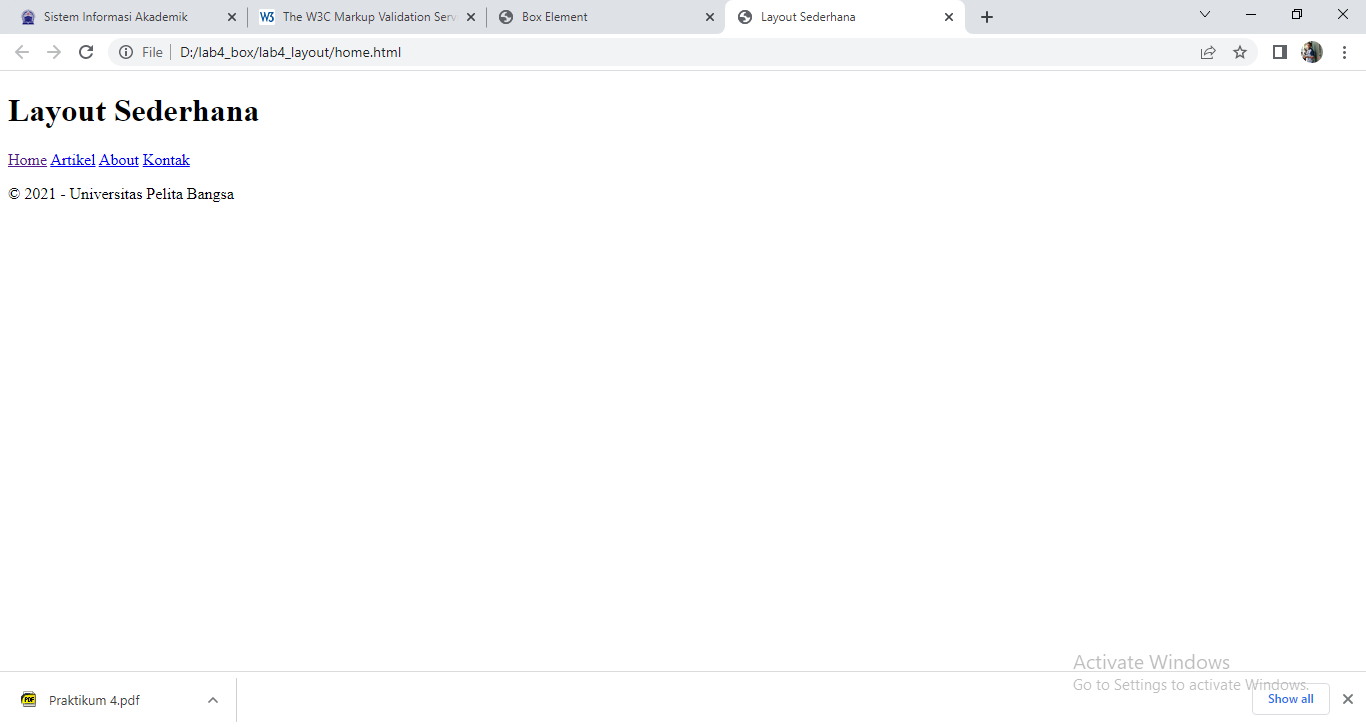 Sistem Informasi Akademik
W3
The W3C Markup Validation Serv
Box Element
Layout Sederhana
File
D:/lab4_box/lab4_layout/home.html
Layout Sederhana
Home Artikel About Kontak
© 2021 - Universitas Pelita Bangsa
Activate Windows
Go to Settings to activate Windows.
PDF
Praktikum 4.pdf
Show all